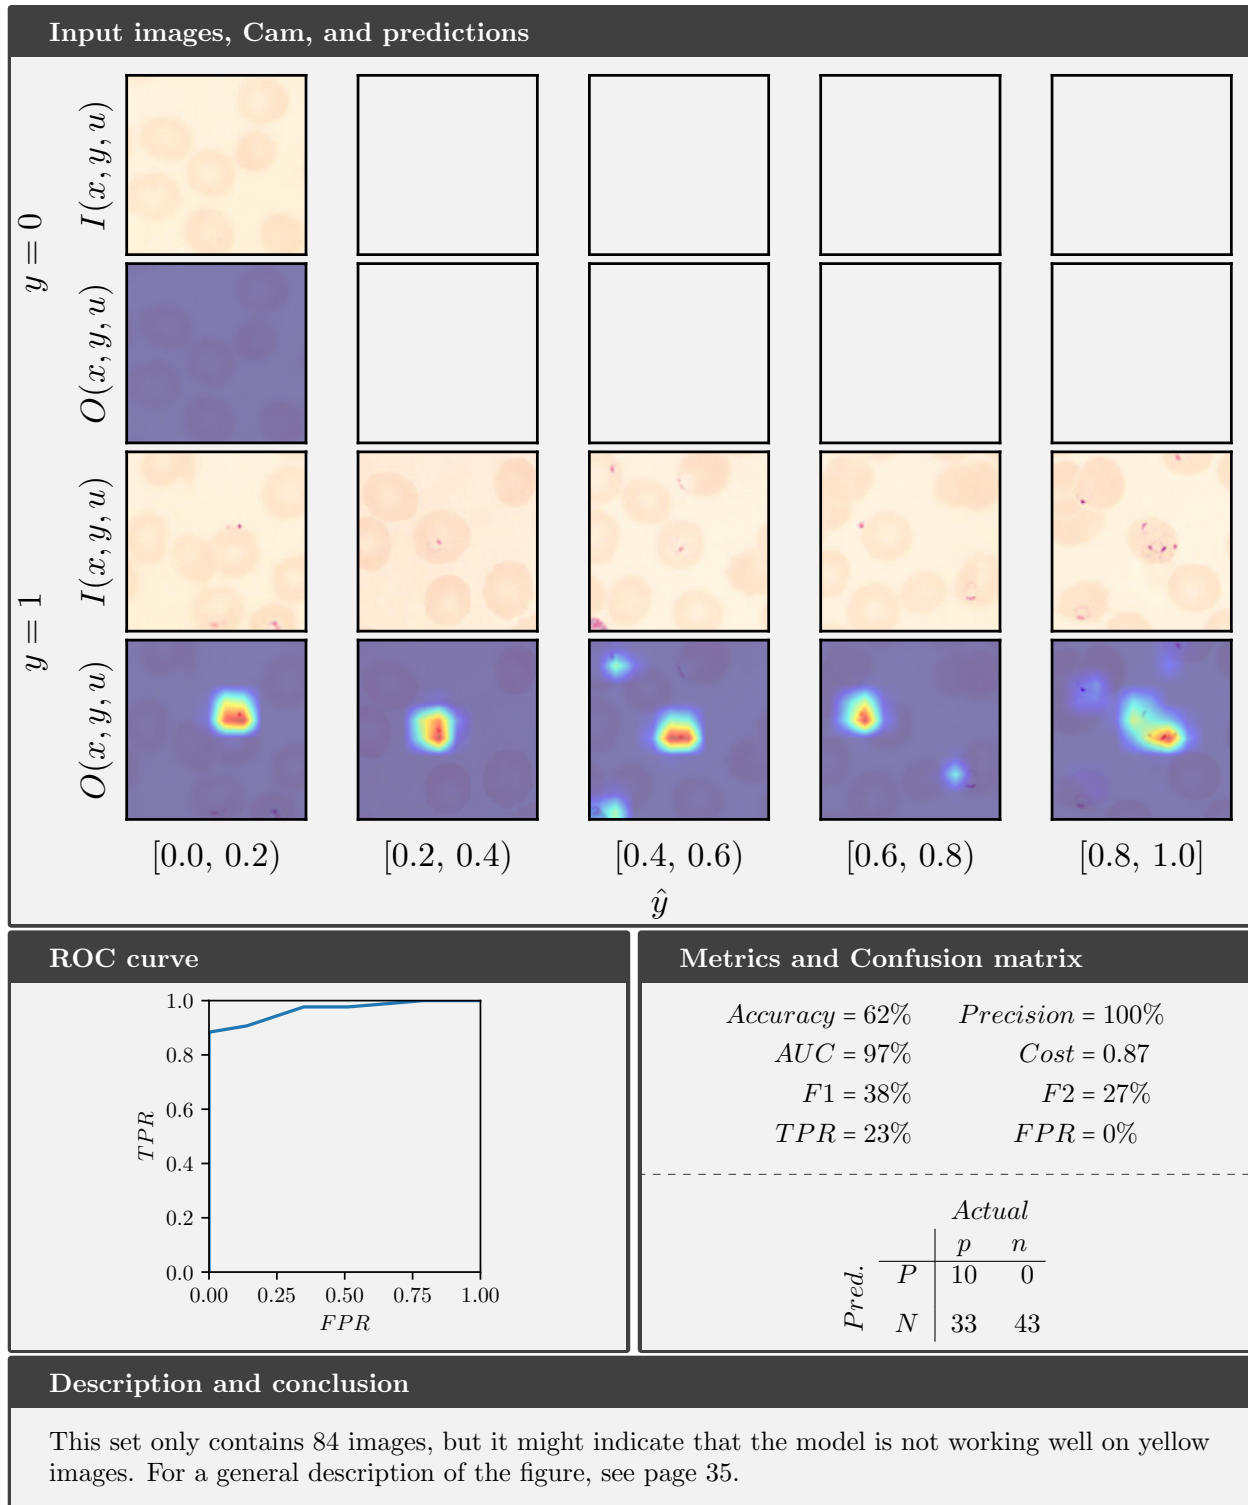 Input images, Cam, and predictions
y = 0
I(x, y, u)
O(x, y, u)
y = 1
I(x, y, u)
O(x, y, u)
[0.0, 0.2)
[0.2, 0.4)
[0.4, 0.6)
[0.6, 0.8)
[0.8, 1.0]
ŷ
ROC curve
1.0
0.8
0.6
0.4
0.2
0.0
TPR
0.00 0.25 0.50 0.75 1.00
FPR
Metrics and Confusion matrix
Accuracy = 62% Precision = 100%
AUC = 97% Cost = 0.87
F1 = 38% F2 = 27%
TPR = 23% FPR = 0%
Actual
p n
Pred.
P 10 0
N 33 43
Description and conclusion
This set only contains 84 images, but it might indicate that the model is not working well on yellow
images. For a general description of the figure, see page 35.